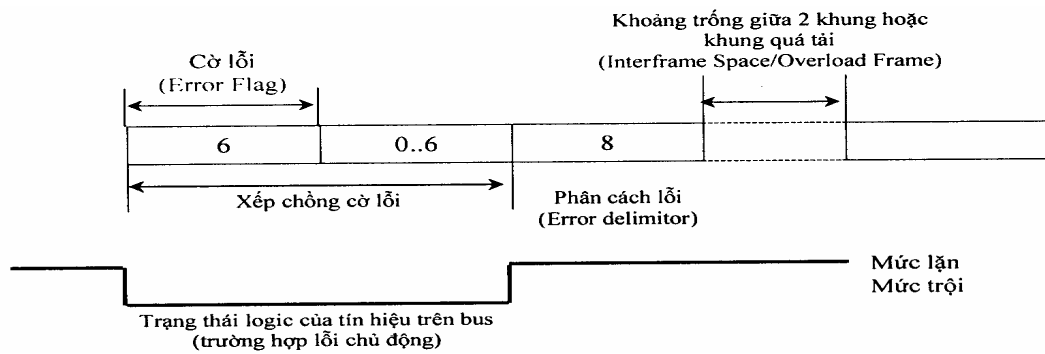 Khoảng trống giữa 2 khung hoặc
khung quá tải
(Interframe Space/Overload Frame)
Cờ lỗi
(Error Flag)
6
0..6
8
Xếp chồng cờ lỗi
Phân cách lỗi
(Error delimitor)
Mức lặn
Mức trội
Trạng thái logic của tín hiệu trên bus
(trường hợp lỗi chủ động)